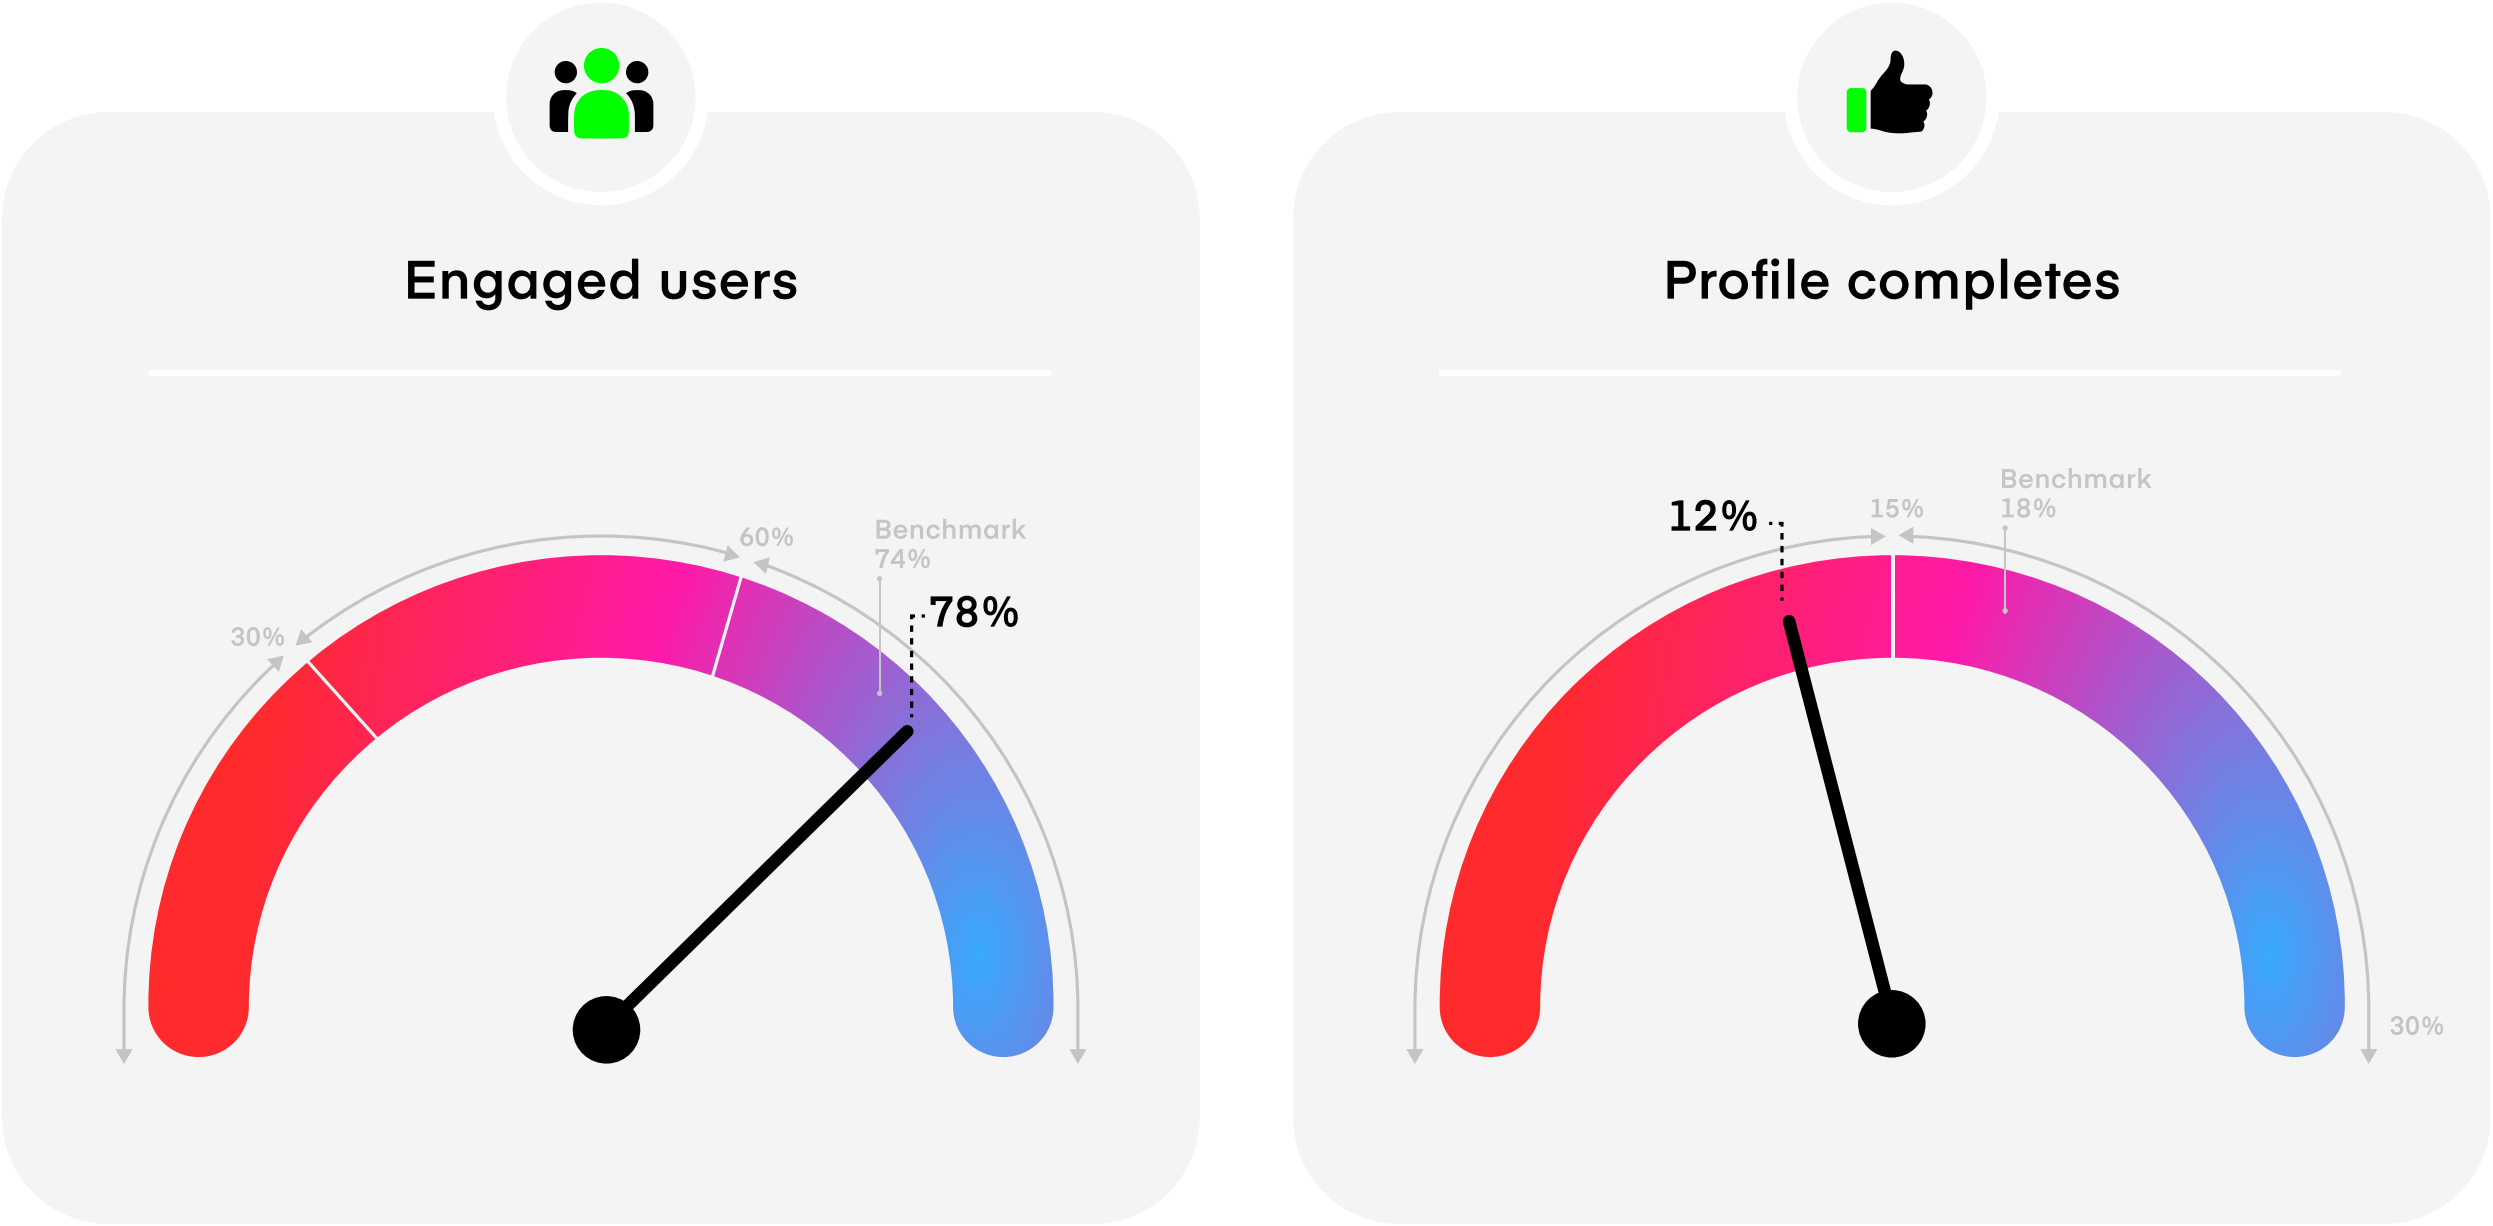 Engaged users
30%
60%
Benchmark
74%
78%
Profile completes
12%
15%
Benchmark
18%
30%